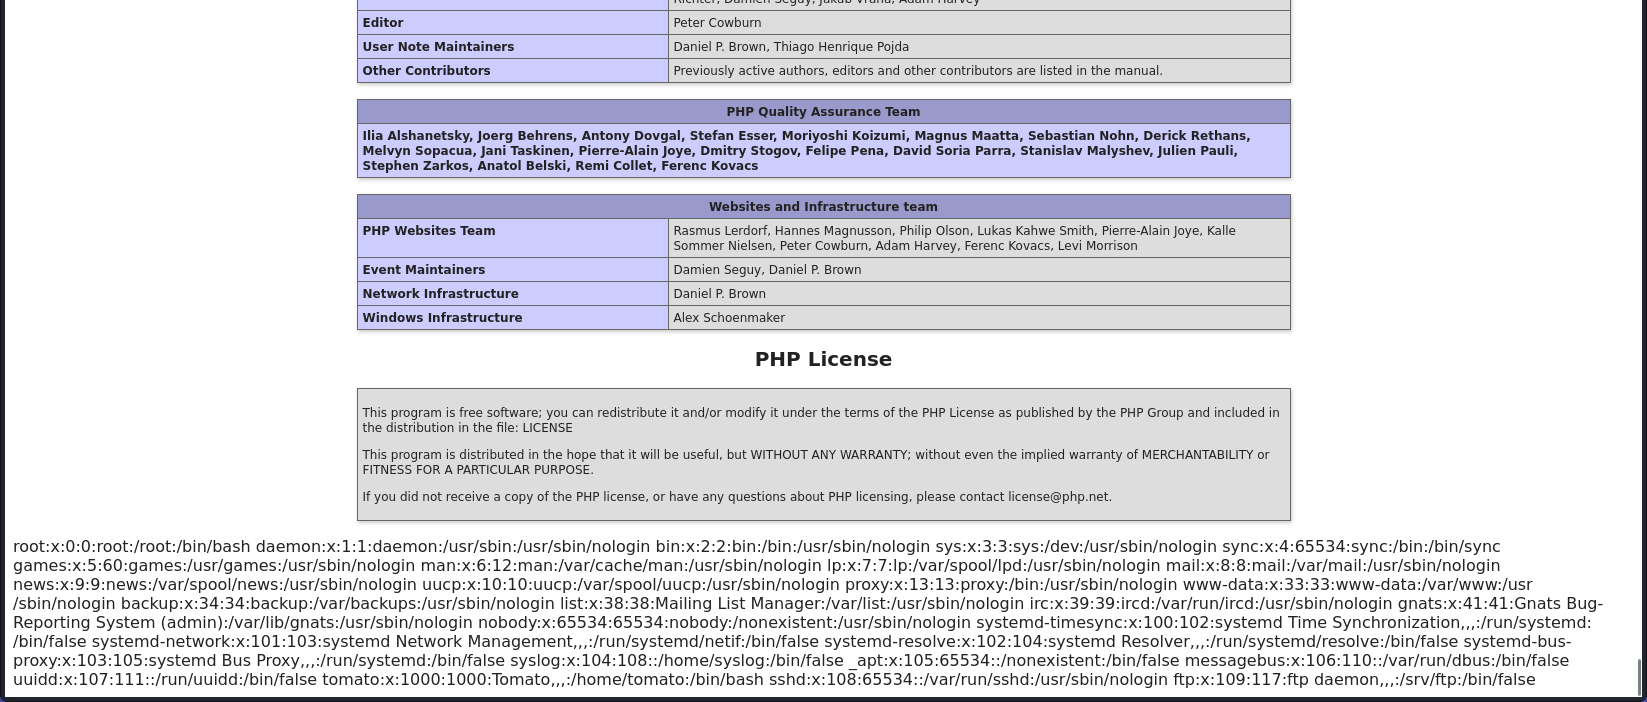 Richter, Damien Seguy, Jakub Vrana, Adam Harvey
Editor Peter Cowburn
User Note Maintainers Daniel P. Brown, Thiago Henrique Pojda
Other Contributors Previously active authors, editors and other contributors are listed in the manual.
PHP Quality Assurance Team
Ilia Alshanetsky, Joerg Behrens, Antony Dovgal, Stefan Esser, Moriyoshi Koizumi, Magnus Maatta, Sebastian Nohn, Derick Rethans,
Melvyn Sopacua, Jani Taskinen, Pierre-Alain Joye, Dmitry Stogov, Felipe Pena, David Soria Parra, Stanislav Malyshev, Julien Pauli,
Stephen Zarkos, Anatol Belski, Remi Collet, Ferenc Kovacs
Websites and Infrastructure team
PHP Websites Team Rasmus Lerdorf, Hannes Magnusson, Philip Olson, Lukas Kahwe Smith, Pierre-Alain Joye, Kalle
Sommer Nielsen, Peter Cowburn, Adam Harvey, Ferenc Kovacs, Levi Morrison
Event Maintainers Damien Seguy, Daniel P. Brown
Network Infrastructure Daniel P. Brown
Windows Infrastructure Alex Schoenmaker
PHP License
This program is free software; you can redistribute it and/or modify it under the terms of the PHP License as published by the PHP Group and included in
the distribution in the file: LICENSE
This program is distributed in the hope that it will be useful, but WITHOUT ANY WARRANTY; without even the implied warranty of MERCHANTABILITY or
FITNESS FOR A PARTICULAR PURPOSE.
If you did not receive a copy of the PHP license, or have any questions about PHP licensing, please contact license@php.net.
root:x:0:0:root:/root:/bin/bash daemon:x:1:1:daemon:/usr/sbin:/usr/sbin/nologin bin:x:2:2:bin:/bin:/usr/sbin/nologin sys:x:3:3:sys:/dev:/usr/sbin/nologin sync:x:4:65534:sync:/bin:/bin/sync
games:x:5:60:games:/usr/games:/usr/sbin/nologin man:x:6:12:man:/var/cache/man:/usr/sbin/nologin lp:x:7:7:lp:/var/spool/lpd:/usr/sbin/nologin mail:x:8:8:mail:/var/mail:/usr/sbin/nologin
news:x:9:9:news:/var/spool/news:/usr/sbin/nologin uucp:x:10:10:uucp:/var/spool/uucp:/usr/sbin/nologin proxy:x:13:13:proxy:/bin:/usr/sbin/nologin www-data:x:33:33:www-data:/var/www:/usr
/sbin/nologin backup:x:34:34:backup:/var/backups:/usr/sbin/nologin list:x:38:38:Mailing List Manager:/var/list:/usr/sbin/nologin irc:x:39:39:ircd:/var/run/ircd:/usr/sbin/nologin gnats:x:41:41:Gnats Bug-
Reporting System (admin):/var/lib/gnats:/usr/sbin/nologin nobody:x:65534:65534:nobody:/nonexistent:/usr/sbin/nologin systemd-timesync:x:100:102:systemd Time Synchronization,,,:/run/systemd:
/bin/false systemd-network:x:101:103:systemd Network Management,,,:/run/systemd/netif:/bin/false systemd-resolve:x:102:104:systemd Resolver,,,:/run/systemd/resolve:/bin/false systemd-bus-
proxy:x:103:105:systemd Bus Proxy,,,:/run/systemd:/bin/false syslog:x:104:108::/home/syslog:/bin/false _apt:x:105:65534::/nonexistent:/bin/false messagebus:x:106:110::/var/run/dbus:/bin/false
uuidd:x:107:111::/run/uuidd:/bin/false tomato:x:1000:1000:Tomato,,,:/home/tomato:/bin/bash sshd:x:108:65534::/var/run/sshd:/usr/sbin/nologin ftp:x:109:117:ftp daemon,,,:/srv/ftp:/bin/false